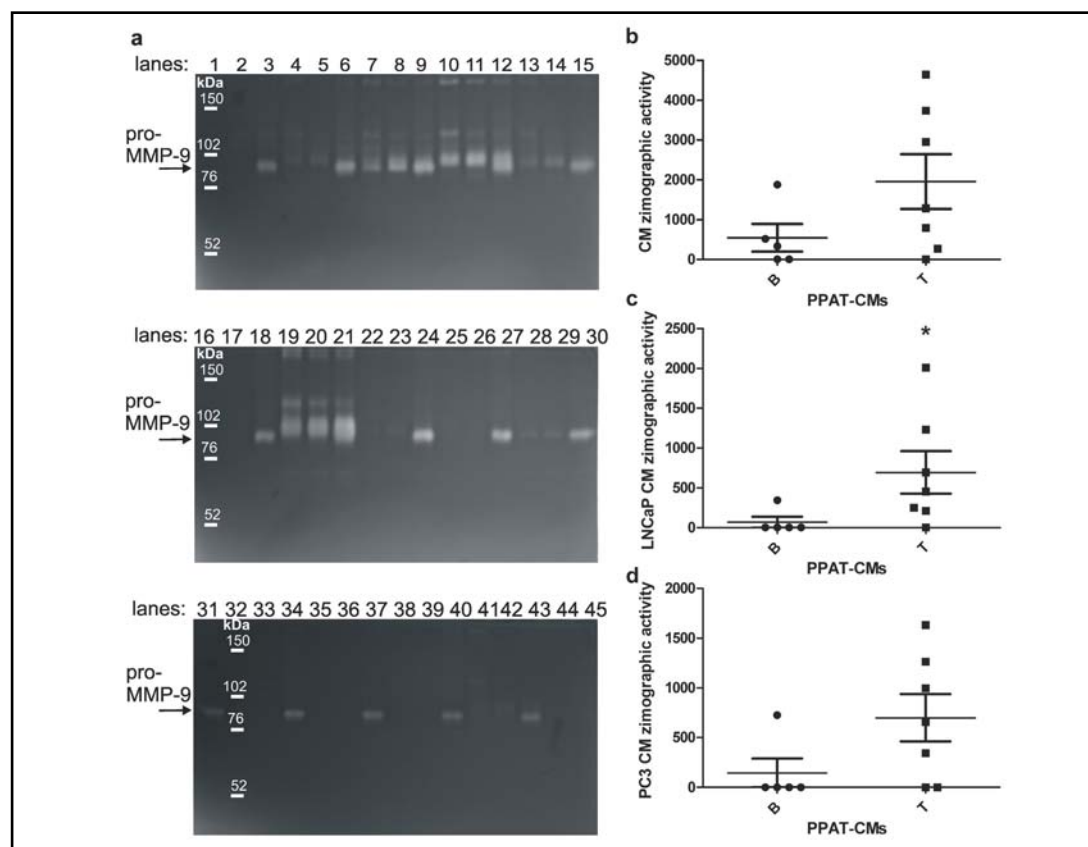 a
lanes: 1 2 3 4 5 6 7 8 9 10 11 12 13 14 15
kDa
150
pro-
MMP-9
102
76
52
lanes: 16 17 18 19 20 21 22 23 24 25 26 27 28 29 30
kDa
150
pro-
MMP-9
102
76
52
lanes: 31 32 33 34 35 36 37 38 39 40 41 42 43 44 45
kDa
150
pro-
MMP-9
102
76
52
b
CM zimographic activity
5000
4000
3000
2000
1000
0
B T
PPAT-CMs
c
LNCaP CM zimographic activity
2500
2000
1500
1000
500
0
*
B T
PPAT-CMs
d
PC3 CM zimographic activity
2000
1500
1000
500
0
B T
PPAT-CMs